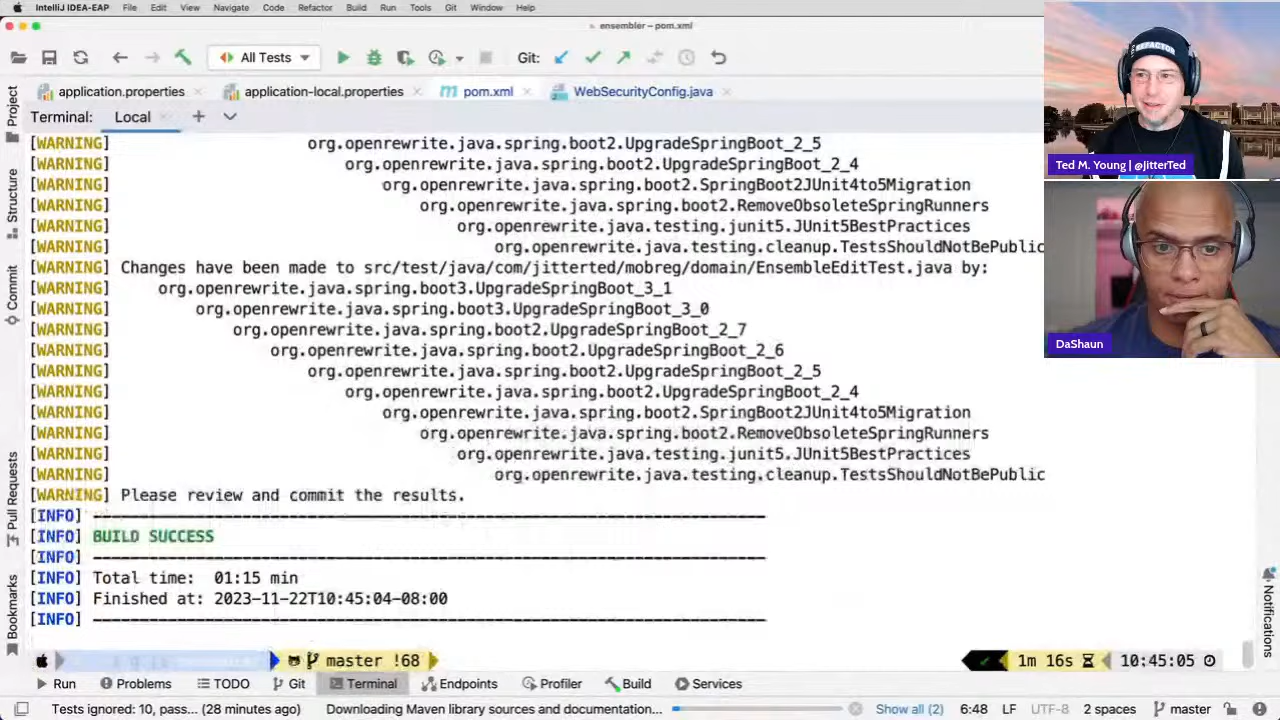 IntelliJ IDEA-EAP File Edit View Navigate Code Refactor Build Run Tools Git Window Help
ensembler – pom.xml
All Tests Git:
application.properties application-local.properties pom.xml WebSecurityConfig.java
Terminal: Local
[WARNING] org.openrewrite.java.spring.boot2.UpgradeSpringBoot_2_5
[WARNING] org.openrewrite.java.spring.boot2.UpgradeSpringBoot_2_4
[WARNING] org.openrewrite.java.spring.boot2.SpringBoot2JUnit4to5Migration
[WARNING] org.openrewrite.java.spring.boot2.RemoveObsoleteSpringRunners
[WARNING] org.openrewrite.java.testing.junit5.JUnit5BestPractices
[WARNING] org.openrewrite.java.testing.cleanup.TestsShouldNotBePublic
[WARNING] Changes have been made to src/test/java/com/jitterted/mobreg/domain/EnsembleEditTest.java by:
[WARNING] org.openrewrite.java.spring.boot3.UpgradeSpringBoot_3_1
[WARNING] org.openrewrite.java.spring.boot3.UpgradeSpringBoot_3_0
[WARNING] org.openrewrite.java.spring.boot2.UpgradeSpringBoot_2_7
[WARNING] org.openrewrite.java.spring.boot2.UpgradeSpringBoot_2_6
[WARNING] org.openrewrite.java.spring.boot2.UpgradeSpringBoot_2_5
[WARNING] org.openrewrite.java.spring.boot2.UpgradeSpringBoot_2_4
[WARNING] org.openrewrite.java.spring.boot2.SpringBoot2JUnit4to5Migration
[WARNING] org.openrewrite.java.spring.boot2.RemoveObsoleteSpringRunners
[WARNING] org.openrewrite.java.testing.junit5.JUnit5BestPractices
[WARNING] org.openrewrite.java.testing.cleanup.TestsShouldNotBePublic
[WARNING] Please review and commit the results.
[INFO]
[INFO] BUILD SUCCESS
[INFO]
[INFO] Total time: 01:15 min
[INFO] Finished at: 2023-11-22T10:45:04-08:00
[INFO]
master !68 1m 16s 10:45:05
Run Problems TODO Git Terminal Endpoints Profiler Build Services
Tests ignored: 10, pass... (28 minutes ago) Downloading Maven library sources and documentation... Show all (2) 6:48 LF UTF-8 2 spaces master
Project
Structure
Commit
Pull Requests
Bookmarks
Notifications
REFACTOR
Ted M. Young | @JitterTed
DaShaun